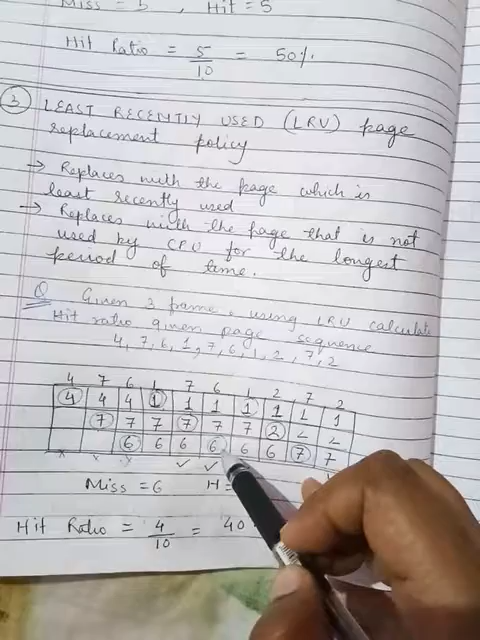 Miss = 5 , Hit = 5
Hit Ratio = 5/10 = 50%
3 LEAST RECENTLY USED (LRU) page
replacement policy
→ Replaces with the page which is
least recently used
→ Replaces with the page that is not
used by CPU for the longest
period of time.
Q Given 3 frame, using LRU calculate
Hit ratio given page sequence
4, 7, 6, 1, 7, 6, 1, 2, 7, 2
4 7 6 1 7 6 1 2 7 2
4 4 4 1 1 1 1 1 1 1
7 7 7 7 7 7 2 2 2
6 6 6 6 6 6 7 7
x x x ✓ ✓
Miss = 6 H =
Hit Ratio = 4/10 = 40